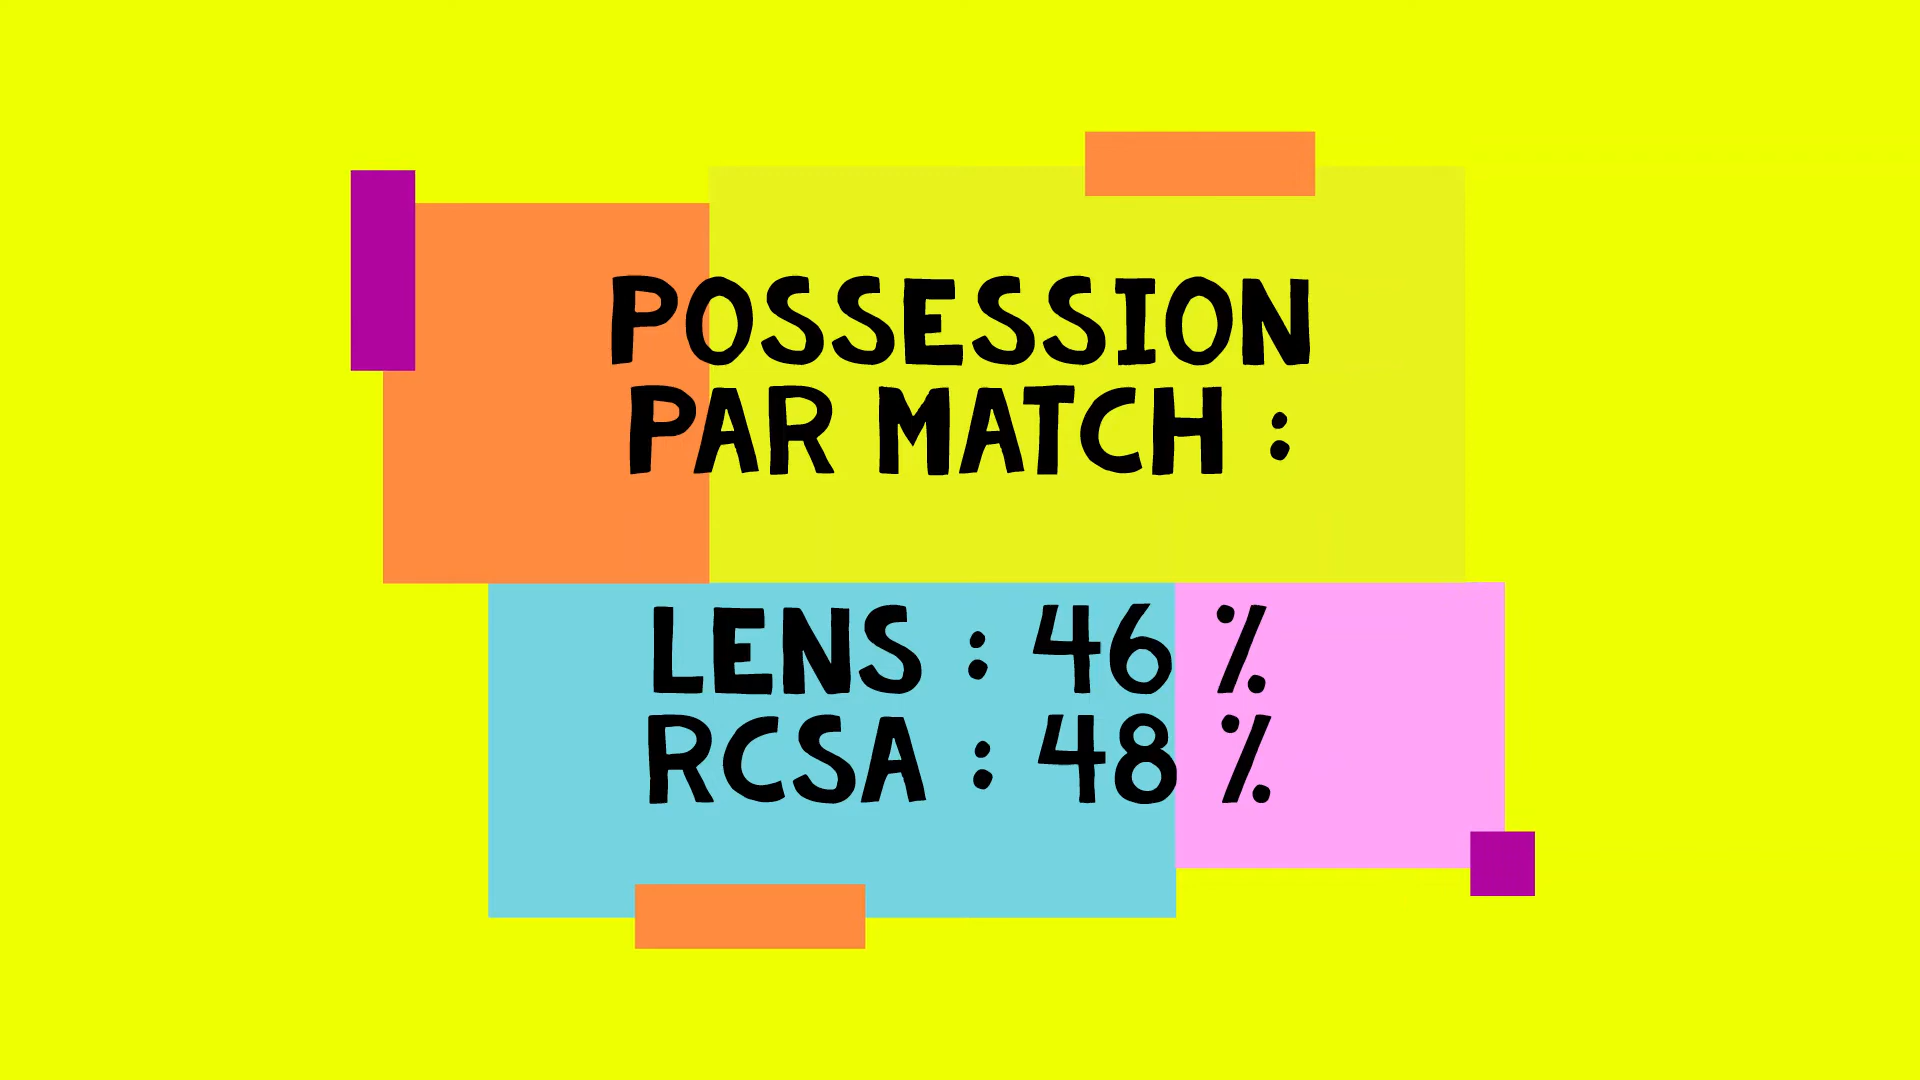 POSSESSION
PAR MATCH :
LENS : 46 %
RCSA : 48 %